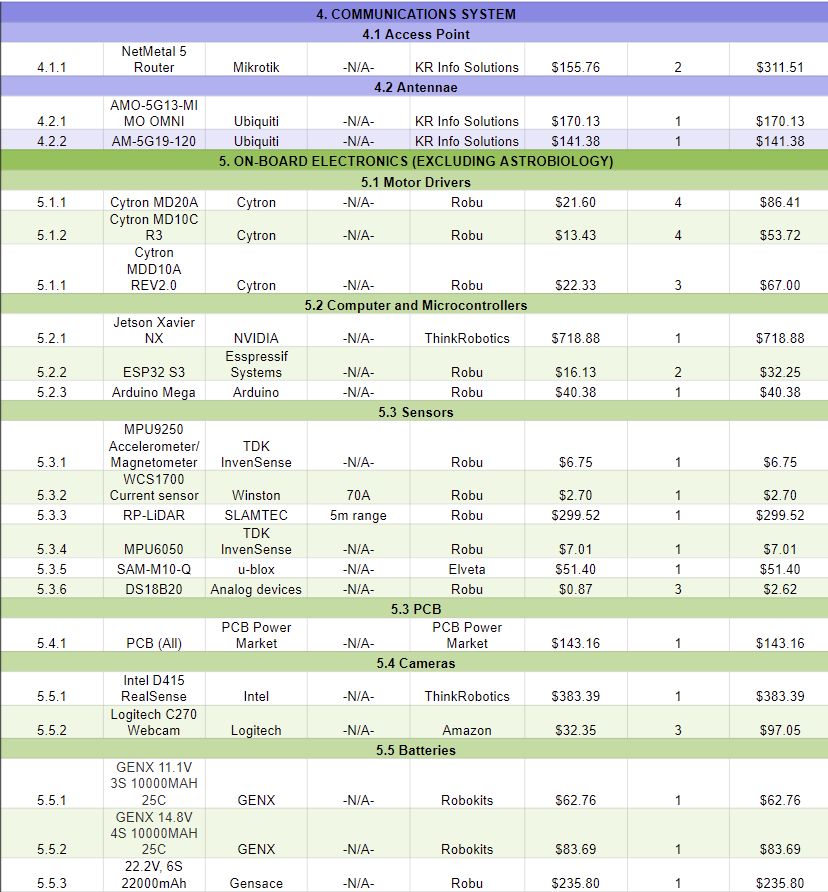 4. COMMUNICATIONS SYSTEM
4.1 Access Point
NetMetal 5
4.1.1 Router Mikrotik -N/A- KR Info Solutions $155.76 2 $311.51
4.2 Antennae
AMO-5G13-MI
4.2.1 MO OMNI Ubiquiti -N/A- KR Info Solutions $170.13 1 $170.13
4.2.2 AM-5G19-120 Ubiquiti -N/A- KR Info Solutions $141.38 1 $141.38
5. ON-BOARD ELECTRONICS (EXCLUDING ASTROBIOLOGY)
5.1 Motor Drivers
5.1.1 Cytron MD20A Cytron -N/A- Robu $21.60 4 $86.41
Cytron MD10C
5.1.2 R3 Cytron -N/A- Robu $13.43 4 $53.72
Cytron
MDD10A
5.1.1 REV2.0 Cytron -N/A- Robu $22.33 3 $67.00
5.2 Computer and Microcontrollers
Jetson Xavier
5.2.1 NX NVIDIA -N/A- ThinkRobotics $718.88 1 $718.88
Esspressif
5.2.2 ESP32 S3 Systems -N/A- Robu $16.13 2 $32.25
5.2.3 Arduino Mega Arduino -N/A- Robu $40.38 1 $40.38
5.3 Sensors
MPU9250
Accelerometer/ TDK
5.3.1 Magnetometer InvenSense -N/A- Robu $6.75 1 $6.75
WCS1700
5.3.2 Current sensor Winston 70A Robu $2.70 1 $2.70
5.3.3 RP-LiDAR SLAMTEC 5m range Robu $299.52 1 $299.52
TDK
5.3.4 MPU6050 InvenSense -N/A- Robu $7.01 1 $7.01
5.3.5 SAM-M10-Q u-blox -N/A- Elveta $51.40 1 $51.40
5.3.6 DS18B20 Analog devices -N/A- Robu $0.87 3 $2.62
5.3 PCB
PCB Power PCB Power
5.4.1 PCB (All) Market -N/A- Market $143.16 1 $143.16
5.4 Cameras
Intel D415
5.5.1 RealSense Intel -N/A- ThinkRobotics $383.39 1 $383.39
Logitech C270
5.5.2 Webcam Logitech -N/A- Amazon $32.35 3 $97.05
5.5 Batteries
GENX 11.1V
3S 10000MAH
5.5.1 25C GENX -N/A- Robokits $62.76 1 $62.76
GENX 14.8V
4S 10000MAH
5.5.2 25C GENX -N/A- Robokits $83.69 1 $83.69
22.2V, 6S
5.5.3 22000mAh Gensace -N/A- Robu $235.80 1 $235.80